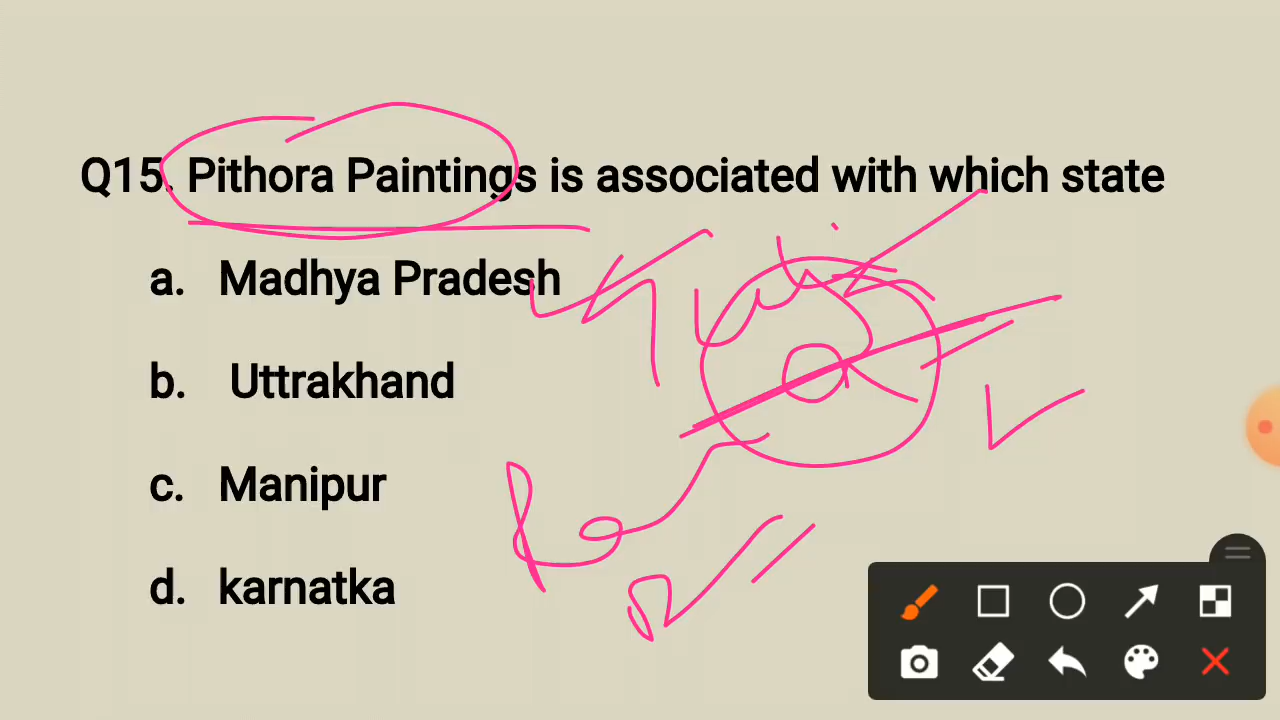 Q15. Pithora Paintings is associated with which state
a. Madhya Pradesh
b. Uttrakhand
c. Manipur
d. karnatka